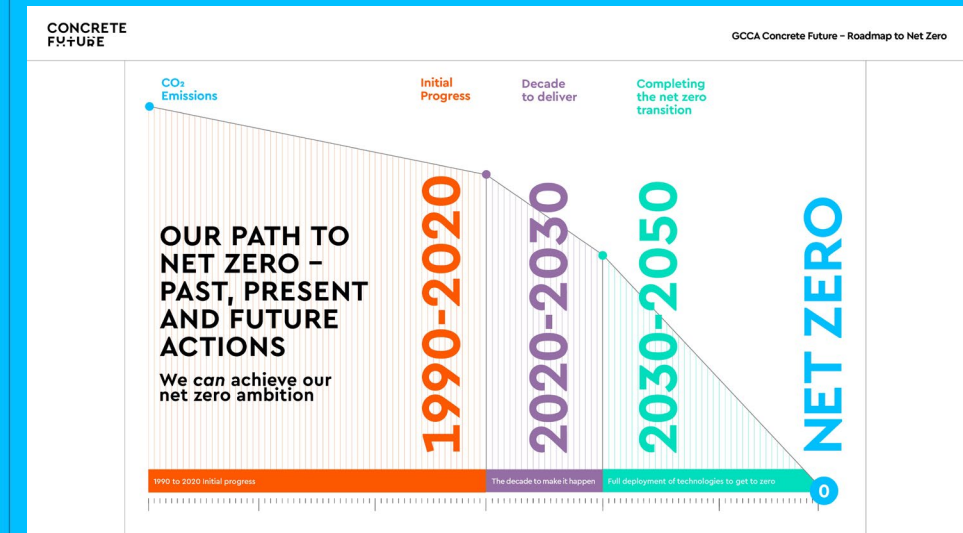 CONCRETE
FUTURE
GCCA Concrete Future – Roadmap to Net Zero
CO₂
Emissions
Initial
Progress
Decade
to deliver
Completing
the net zero
transition
OUR PATH TO
NET ZERO –
PAST, PRESENT
AND FUTURE
ACTIONS
We can achieve our
net zero ambition
1990-2020
2020-2030
2030-2050
NET ZERO
1990 to 2020 Initial progress
The decade to make it happen
Full deployment of technologies to get to zero
0